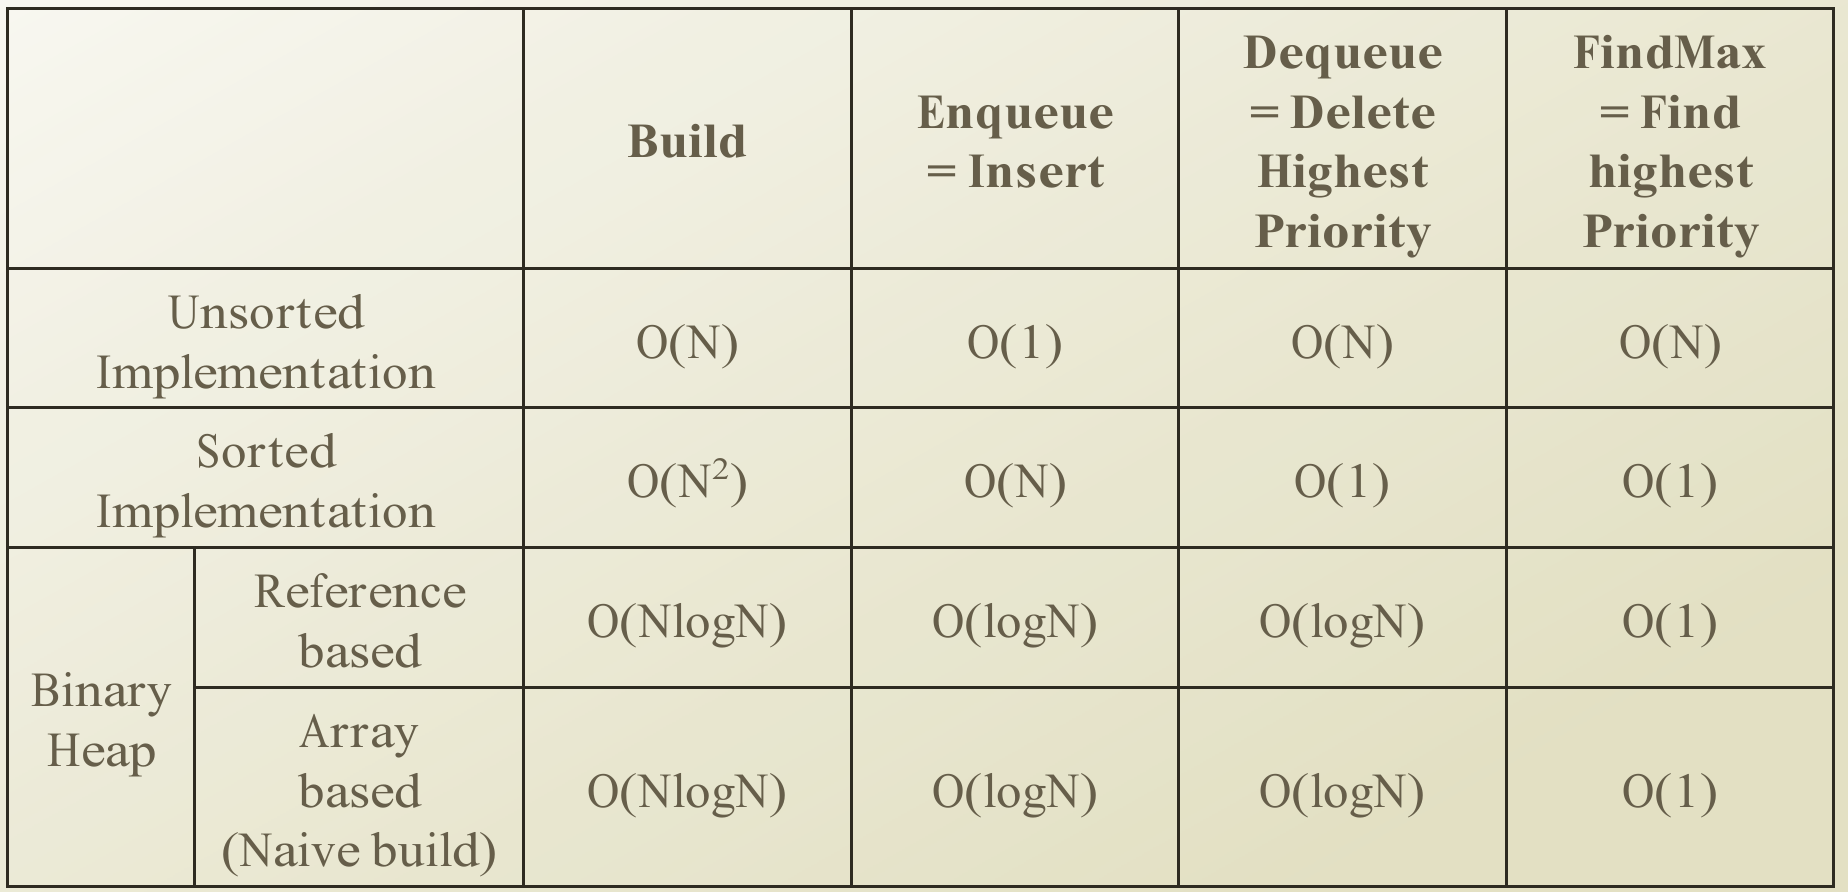 Build
Enqueue
= Insert
Dequeue
= Delete
Highest
Priority
FindMax
= Find
highest
Priority
Unsorted
Implementation
O(N)
O(1)
O(N)
O(N)
Sorted
Implementation
O(N²)
O(N)
O(1)
O(1)
Binary
Heap
Reference
based
O(NlogN)
O(logN)
O(logN)
O(1)
Array
based
(Naive build)
O(NlogN)
O(logN)
O(logN)
O(1)